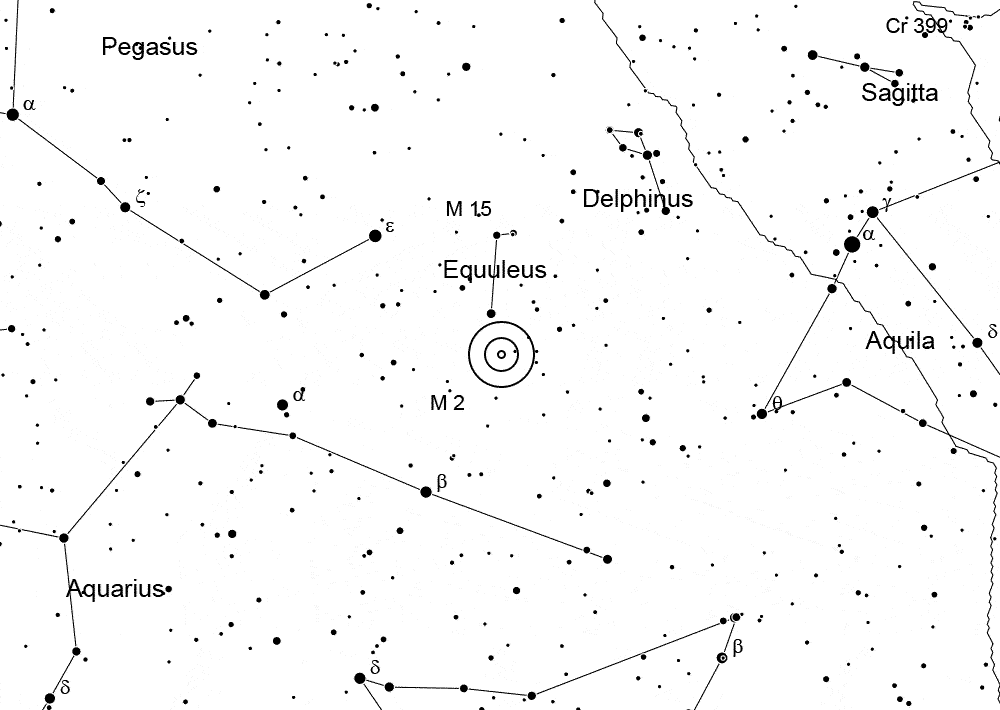 Cr 399
Pegasus
Sagitta
α
ζ
Delphinus
γ
M 15
ε
α
Equuleus
δ
Aquila
α
M 2
θ
β
Aquarius
β
δ
δ